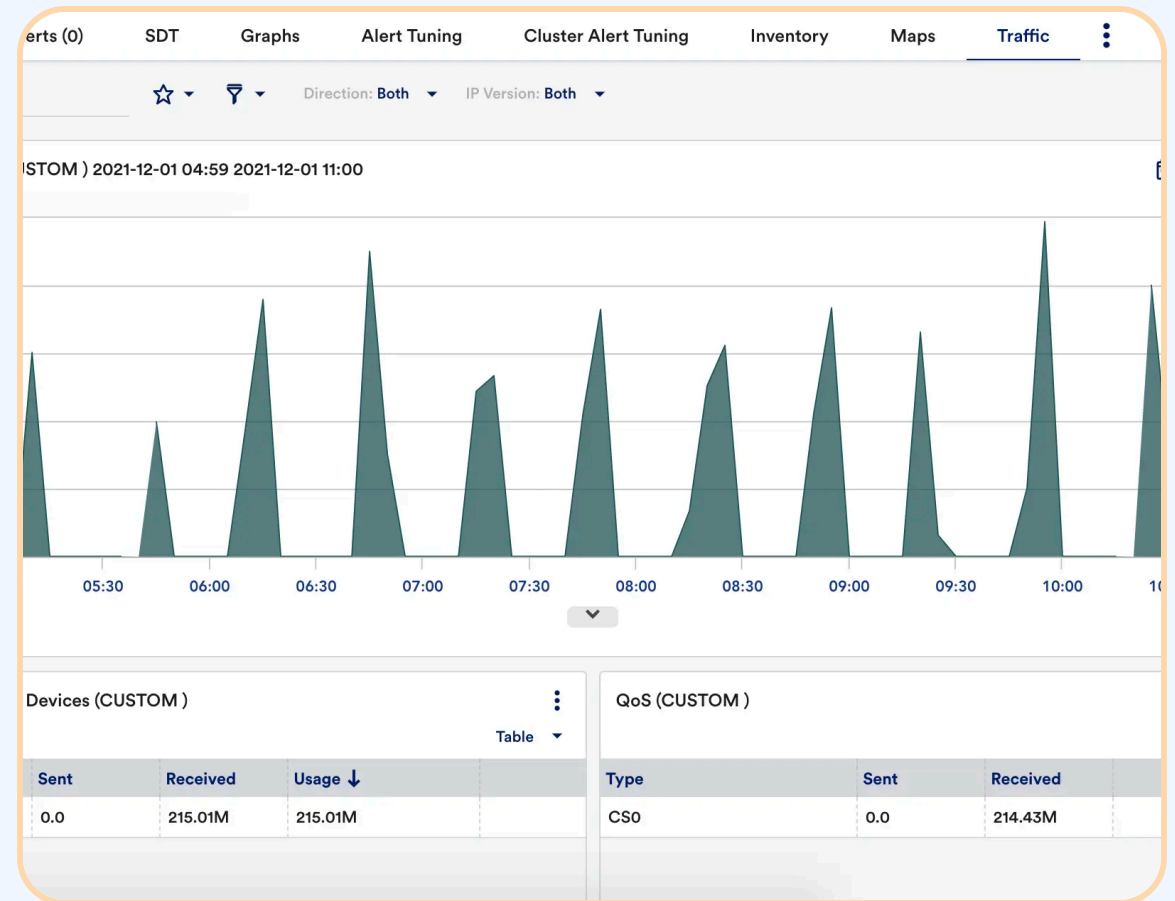 erts (0) SDT Graphs Alert Tuning Cluster Alert Tuning Inventory Maps Traffic
Direction: Both IP Version: Both
STOM ) 2021-12-01 04:59 2021-12-01 11:00
05:30 06:00 06:30 07:00 07:30 08:00 08:30 09:00 09:30 10:00 10
Devices (CUSTOM )
Table
Sent Received Usage
0.0 215.01M 215.01M
QoS (CUSTOM )
Type Sent Received
CS0 0.0 214.43M